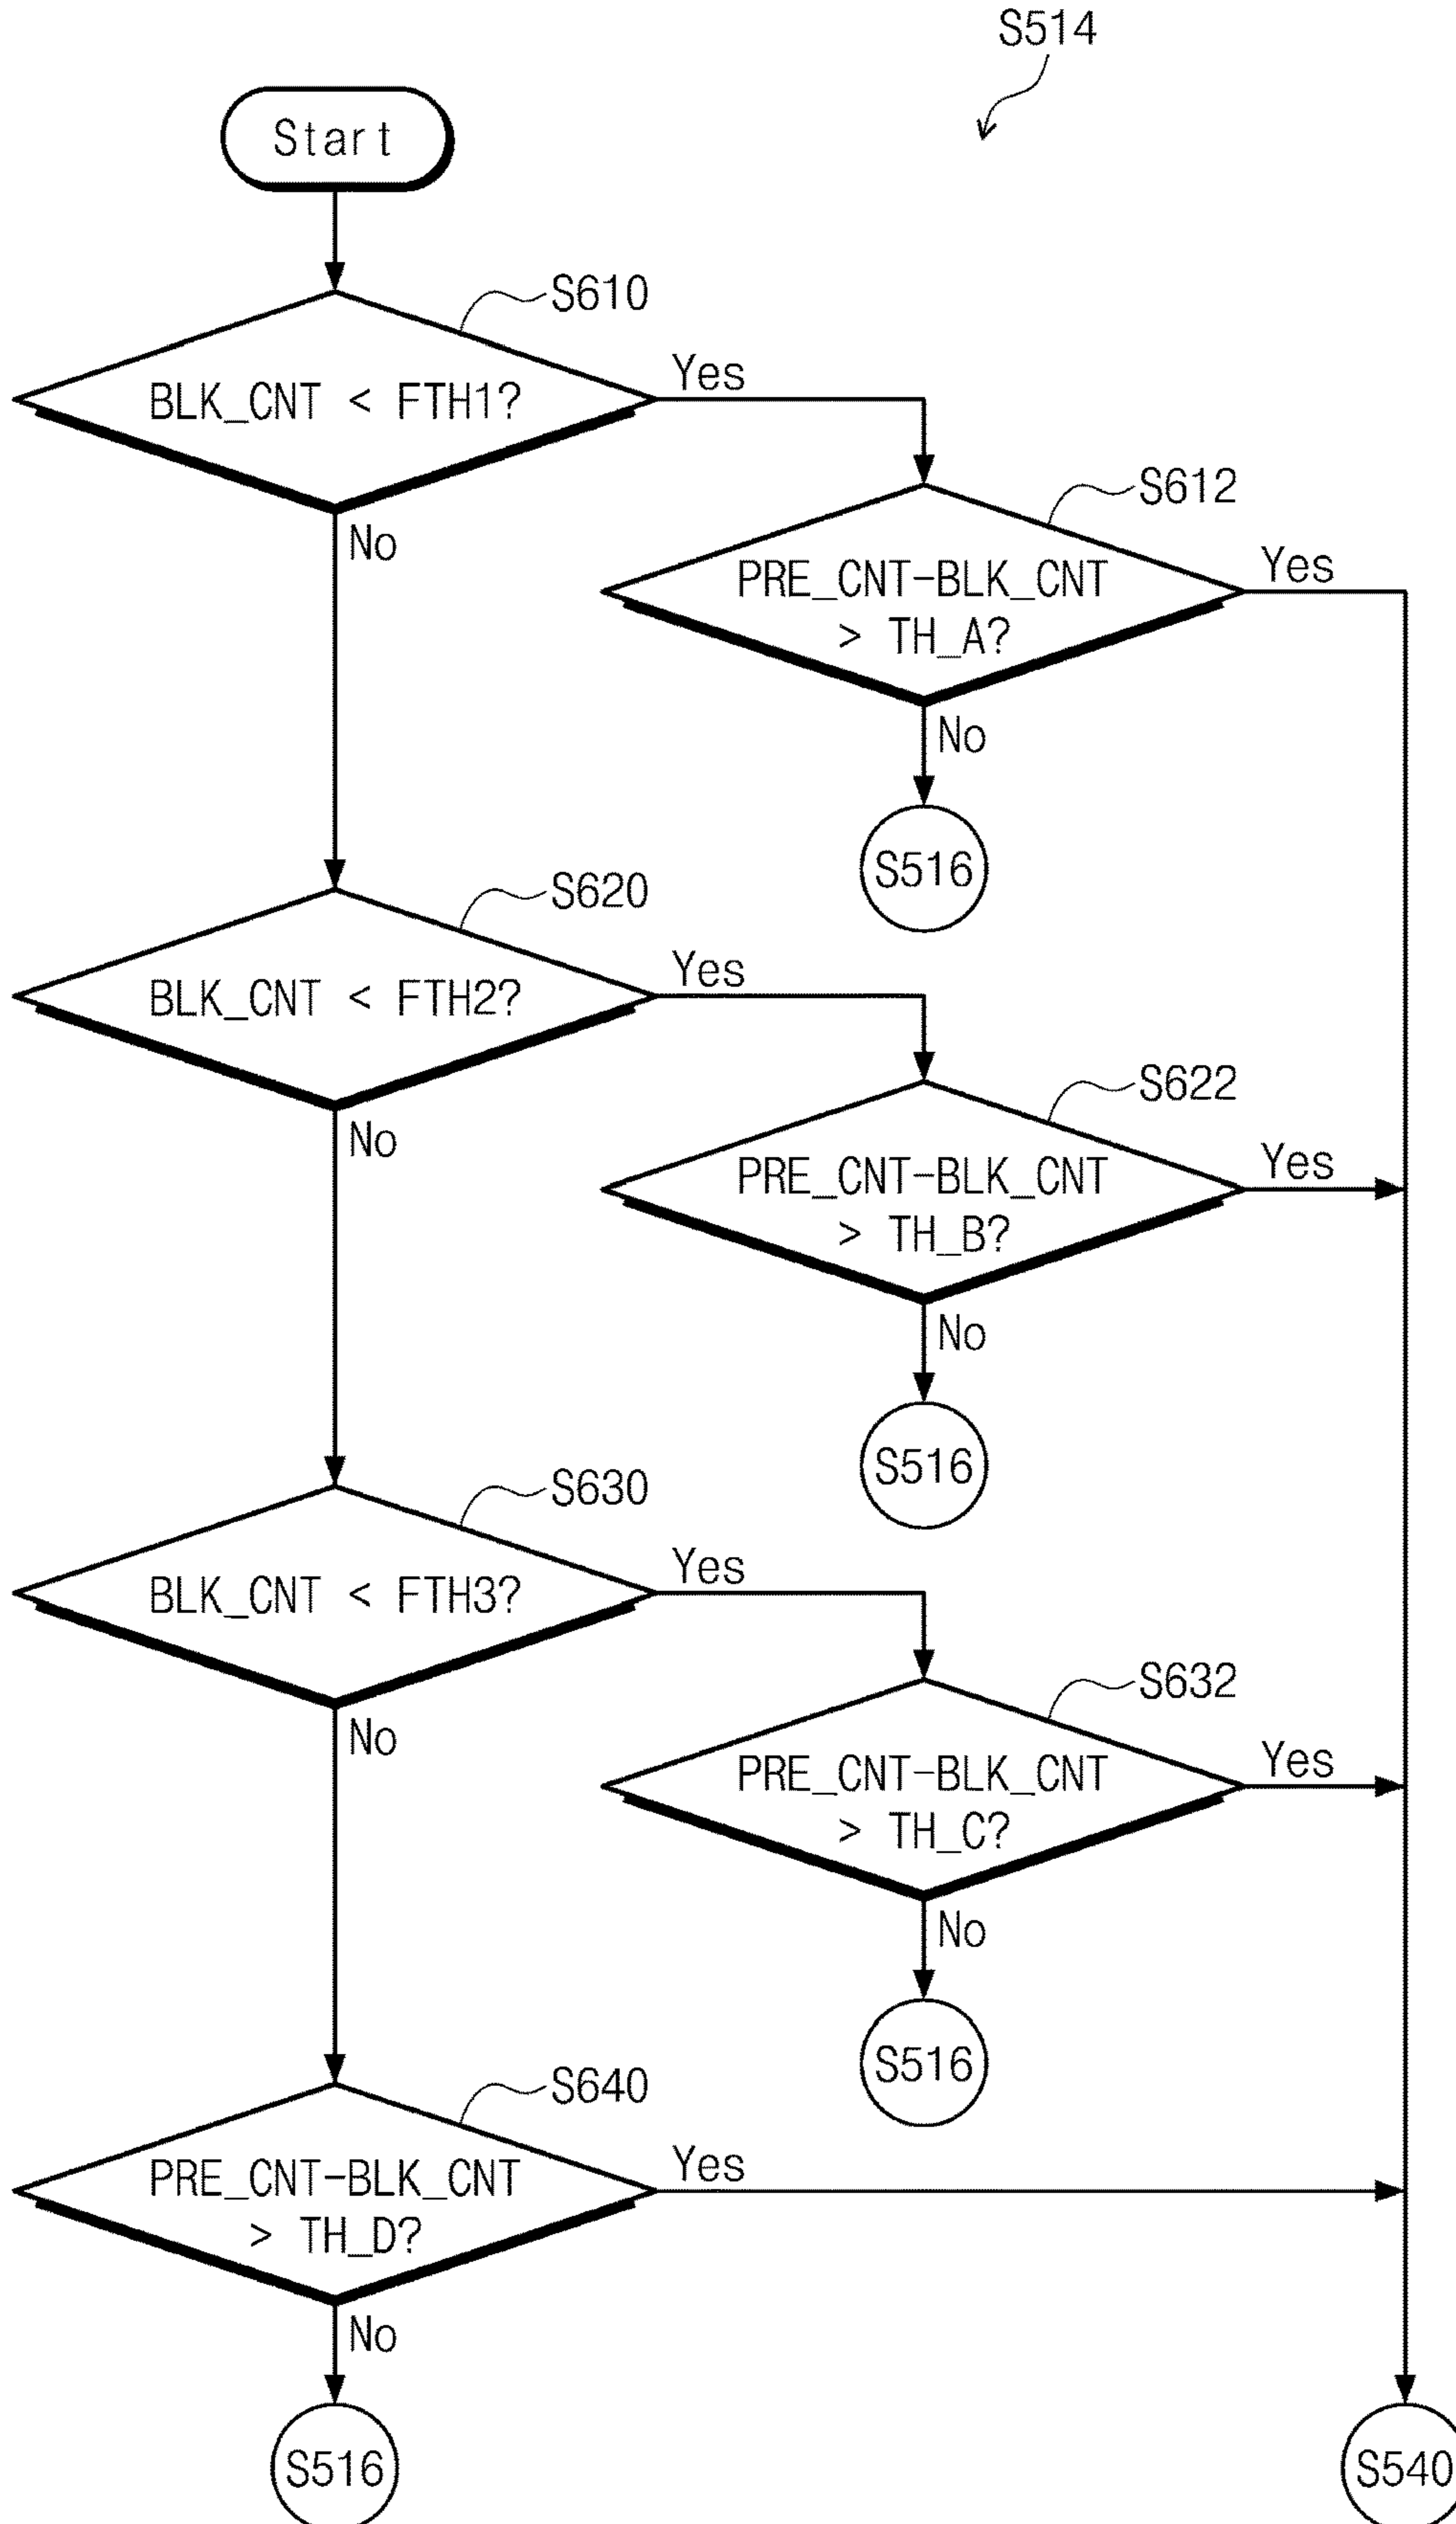 S514
Start
S610
BLK_CNT < FTH1?
Yes
No
S612
PRE_CNT-BLK_CNT
> TH_A?
Yes
No
S516
S620
BLK_CNT < FTH2?
Yes
No
S622
PRE_CNT-BLK_CNT
> TH_B?
Yes
No
S516
S630
BLK_CNT < FTH3?
Yes
No
S632
PRE_CNT-BLK_CNT
> TH_C?
Yes
No
S516
S640
PRE_CNT-BLK_CNT
> TH_D?
Yes
No
S516
S540